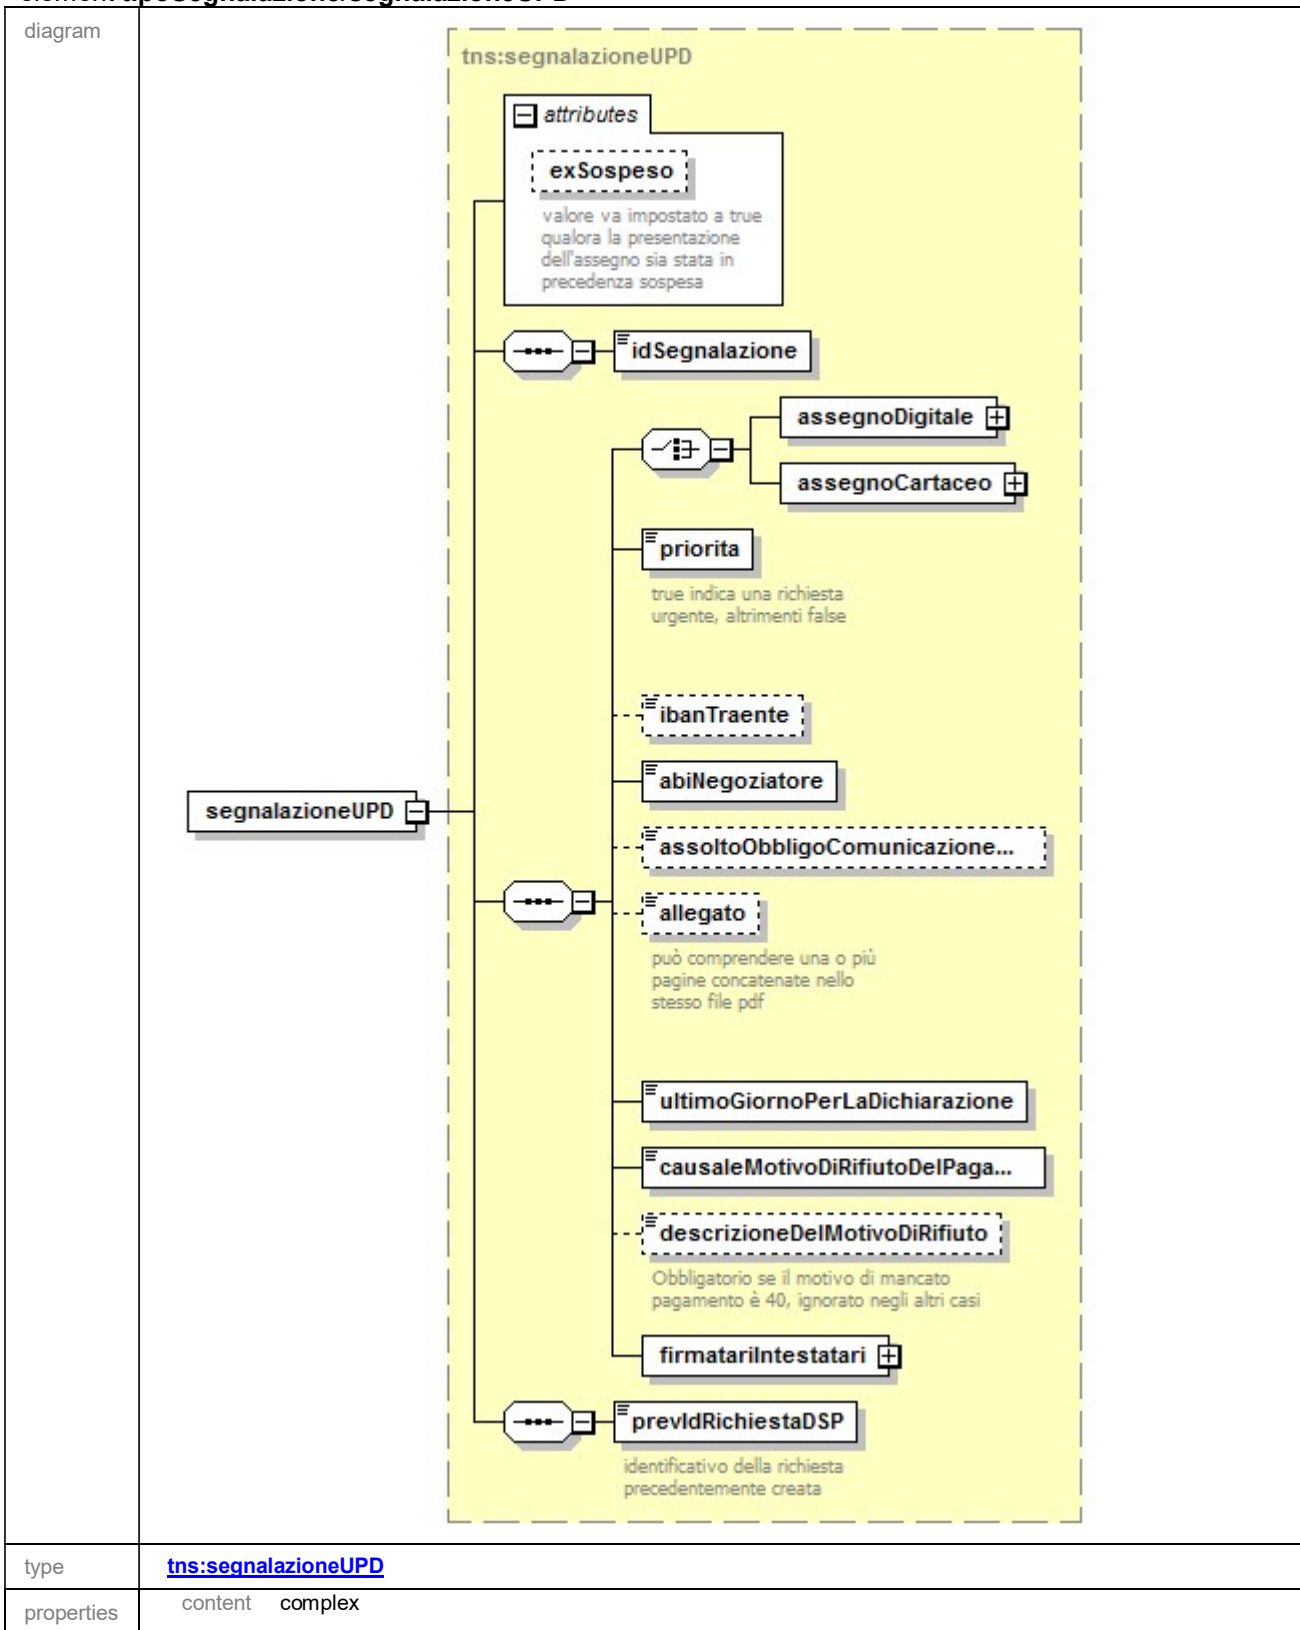 diagram
tns:segnalazioneUPD
attributes
exSospeso
valore va impostato a true
qualora la presentazione
dell'assegno sia stata in
precedenza sospesa
idSegnalazione
assegnoDigitale
assegnoCartaceo
priorita
true indica una richiesta
urgente, altrimenti false
ibanTraente
abiNegoziatore
segnalazioneUPD
assoltoObbligoComunicazione...
allegato
può comprendere una o più
pagine concatenate nello
stesso file pdf
ultimoGiornoPerLaDichiarazione
causaleMotivoDiRifiutoDelPaga...
descrizioneDelMotivoDiRifiuto
Obbligatorio se il motivo di mancato
pagamento è 40, ignorato negli altri casi
firmatariIntestatari
prevIdRichiestaDSP
identificativo della richiesta
precedentemente creata
type tns:segnalazioneUPD
properties content complex